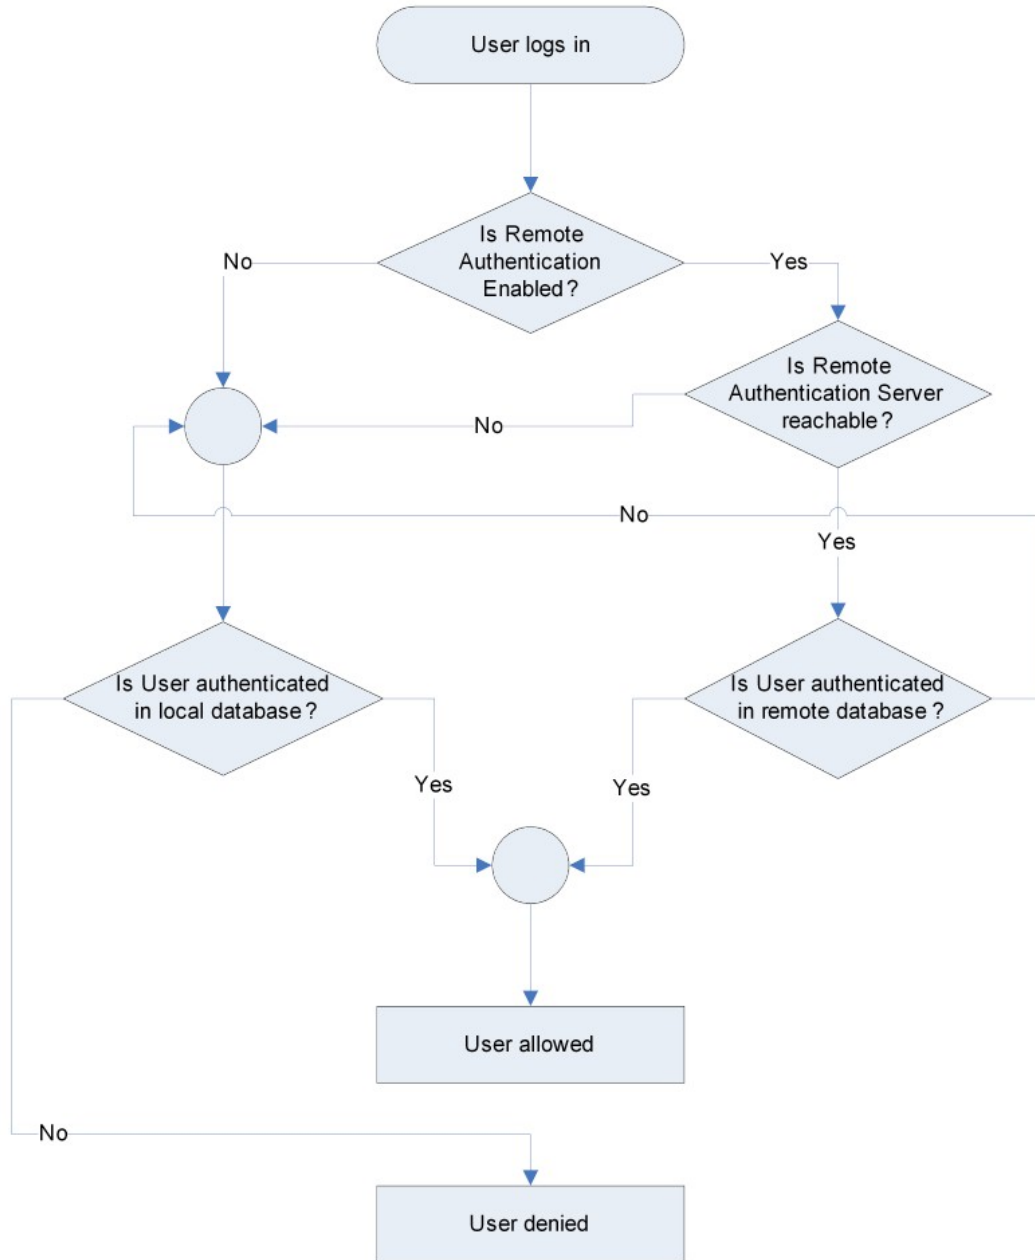 User logs in
Is Remote
Authentication
Enabled?
No
Yes
Is Remote
Authentication Server
reachable?
No
No
Yes
Is User authenticated
in local database?
Is User authenticated
in remote database?
Yes
Yes
User allowed
No
User denied